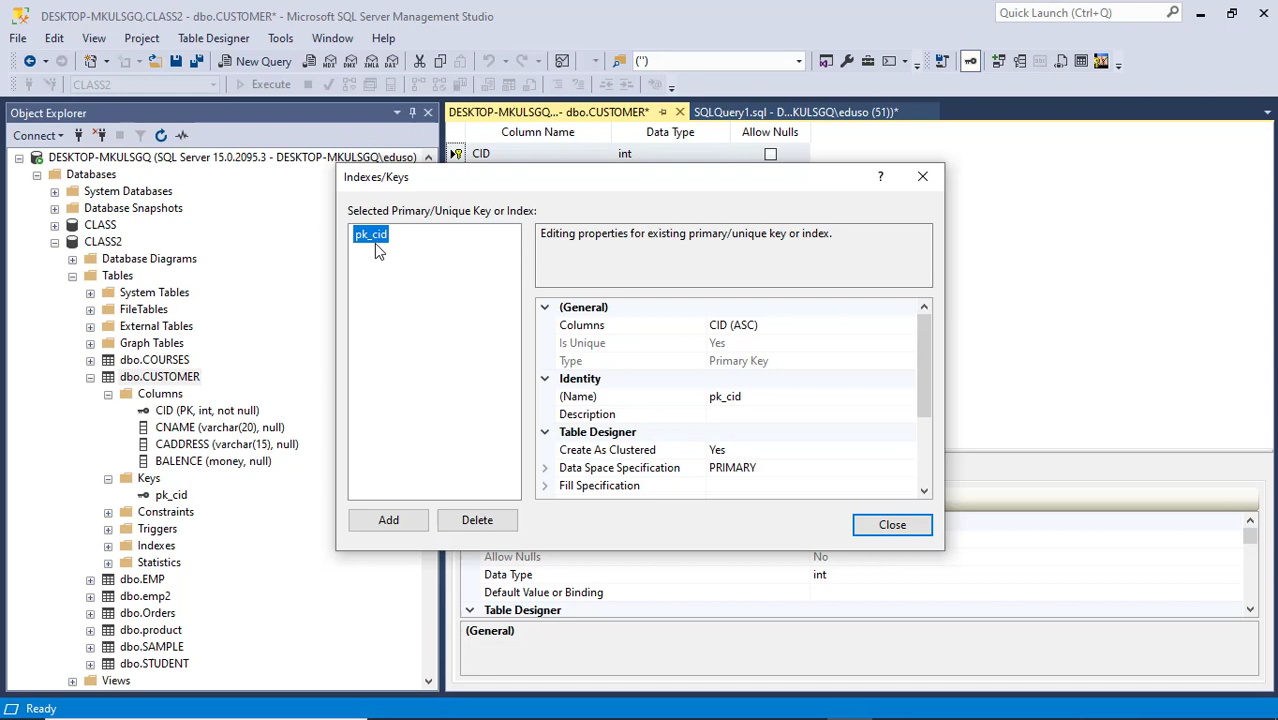 DESKTOP-MKULSGQ.CLASS2 - dbo.CUSTOMER* - Microsoft SQL Server Management Studio
Quick Launch (Ctrl+Q)
File Edit View Project Table Designer Tools Window Help
New Query
MDX DMX XMLA DAX
('')
CLASS2
Execute
Object Explorer
Connect
DESKTOP-MKULSGQ (SQL Server 15.0.2095.3 - DESKTOP-MKULSGQ\eduso)
Databases
System Databases
Database Snapshots
CLASS
CLASS2
Database Diagrams
Tables
System Tables
FileTables
External Tables
Graph Tables
dbo.COURSES
dbo.CUSTOMER
Columns
CID (PK, int, not null)
CNAME (varchar(20), null)
CADDRESS (varchar(15), null)
BALENCE (money, null)
Keys
pk_cid
Constraints
Triggers
Indexes
Statistics
dbo.EMP
dbo.emp2
dbo.Orders
dbo.product
dbo.SAMPLE
dbo.STUDENT
Views
DESKTOP-MKULSGQ...- dbo.CUSTOMER*
SQLQuery1.sql - D...KULSGQ\eduso (51))*
Column Name Data Type Allow Nulls
CID int
Indexes/Keys
Selected Primary/Unique Key or Index:
pk_cid
Editing properties for existing primary/unique key or index.
(General)
Columns CID (ASC)
Is Unique Yes
Type Primary Key
Identity
(Name) pk_cid
Description
Table Designer
Create As Clustered Yes
Data Space Specification PRIMARY
Fill Specification
Add Delete Close
Allow Nulls No
Data Type int
Default Value or Binding
Table Designer
(General)
Ready